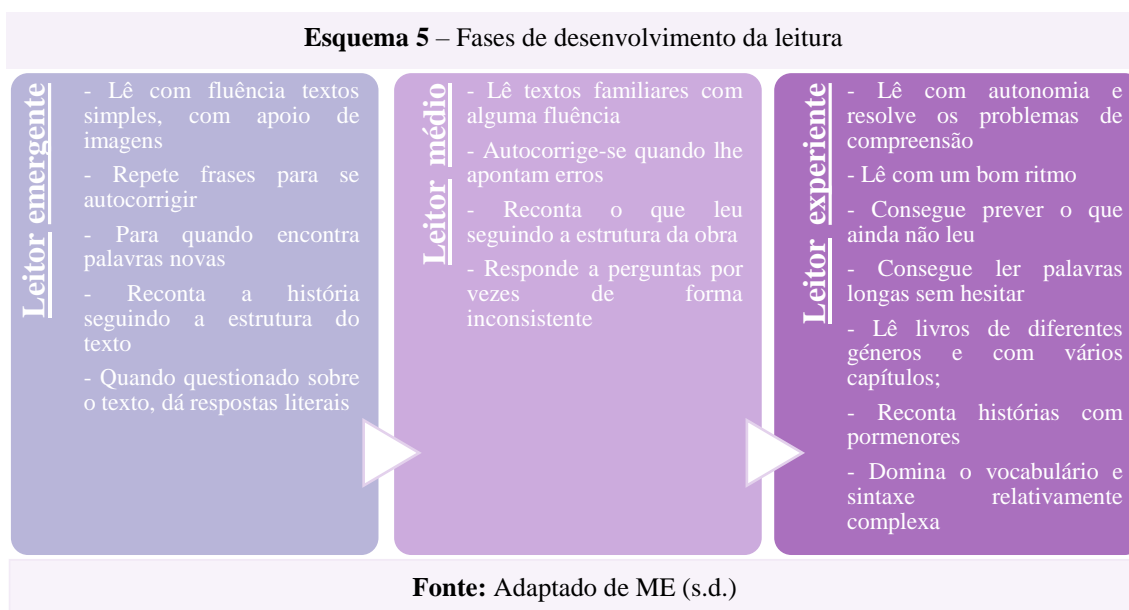 Esquema 5 – Fases de desenvolvimento da leitura
Leitor emergente
- Lê com fluência textos
simples, com apoio de
imagens
- Repete frases para se
autocorrigir
- Para quando encontra
palavras novas
- Reconta a história
seguindo a estrutura do
texto
- Quando questionado sobre
o texto, dá respostas literais
Leitor médio
- Lê textos familiares com
alguma fluência
- Autocorrige-se quando lhe
apontam erros
- Reconta o que leu
seguindo a estrutura da obra
- Responde a perguntas por
vezes de forma
inconsistente
Leitor experiente
- Lê com autonomia e
resolve os problemas de
compreensão
- Lê com um bom ritmo
- Consegue prever o que
ainda não leu
- Consegue ler palavras
longas sem hesitar
- Lê livros de diferentes
géneros e com vários
capítulos;
- Reconta histórias com
pormenores
- Domina o vocabulário e
sintaxe relativamente
complexa
Fonte: Adaptado de ME (s.d.)